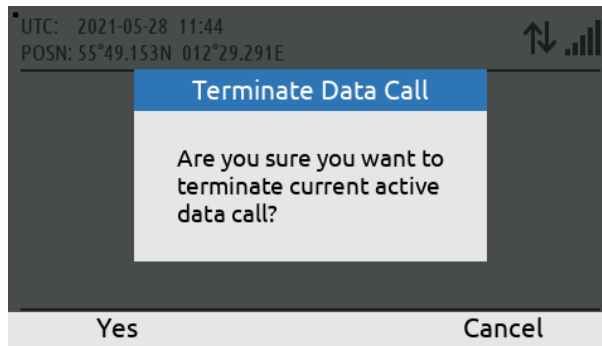 UTC: 2021-05-28 11:44
POSN: 55°49.153N 012°29.291E
Terminate Data Call
Are you sure you want to
terminate current active
data call?
Yes Cancel